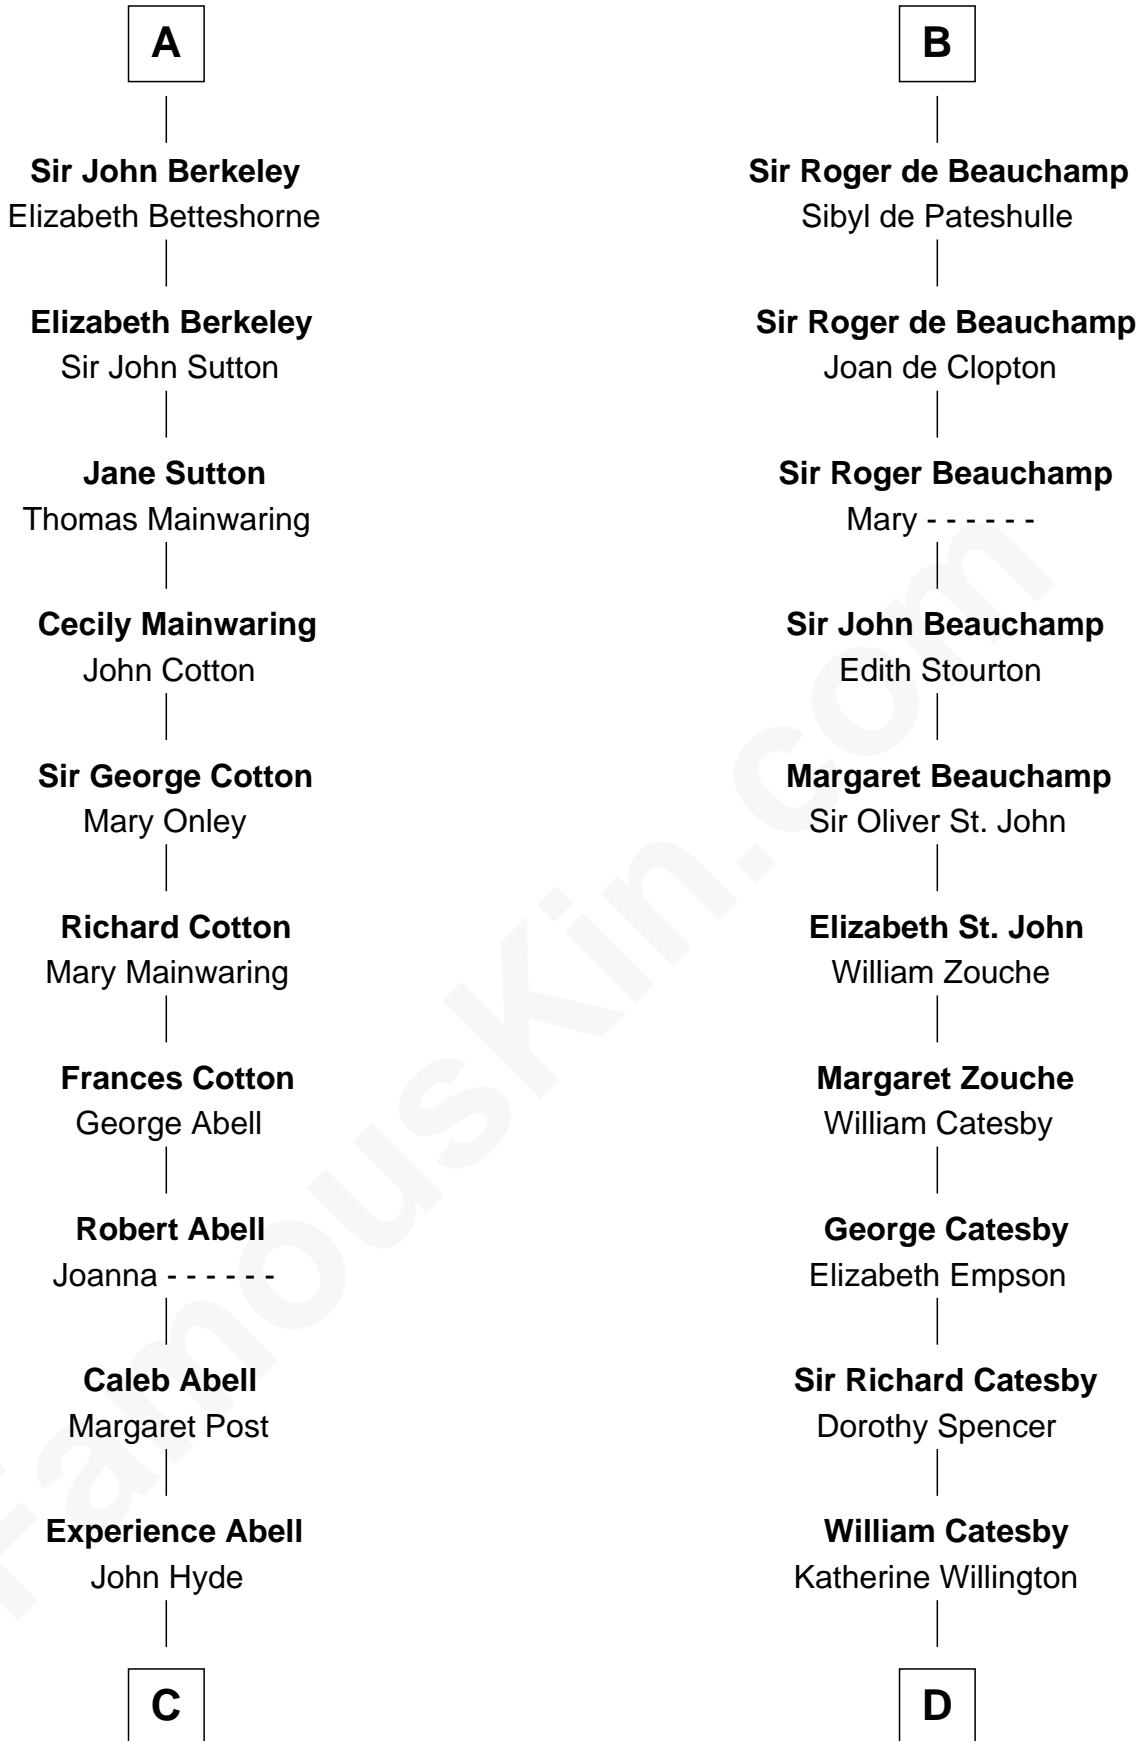 A
Sir John Berkeley
Elizabeth Betteshorne
Elizabeth Berkeley
Sir John Sutton
Jane Sutton
Thomas Mainwaring
Cecily Mainwaring
John Cotton
Sir George Cotton
Mary Onley
Richard Cotton
Mary Mainwaring
Frances Cotton
George Abell
Robert Abell
Joanna - - - - - -
Caleb Abell
Margaret Post
Experience Abell
John Hyde
C
B
Sir Roger de Beauchamp
Sibyl de Pateshulle
Sir Roger de Beauchamp
Joan de Clopton
Sir Roger Beauchamp
Mary - - - - - -
Sir John Beauchamp
Edith Stourton
Margaret Beauchamp
Sir Oliver St. John
Elizabeth St. John
William Zouche
Margaret Zouche
William Catesby
George Catesby
Elizabeth Empson
Sir Richard Catesby
Dorothy Spencer
William Catesby
Katherine Willington
D
FamousKin.com